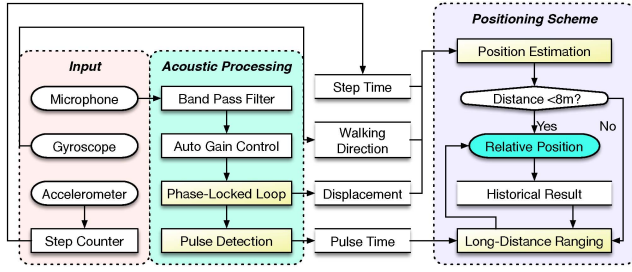 Input
Microphone
Gyroscope
Accelerometer
Step Counter
Acoustic Processing
Band Pass Filter
Auto Gain Control
Phase-Locked Loop
Pulse Detection
Step Time
Walking
Direction
Displacement
Pulse Time
Positioning Scheme
Position Estimation
Distance <8m?
Yes
No
Relative Position
Historical Result
Long-Distance Ranging